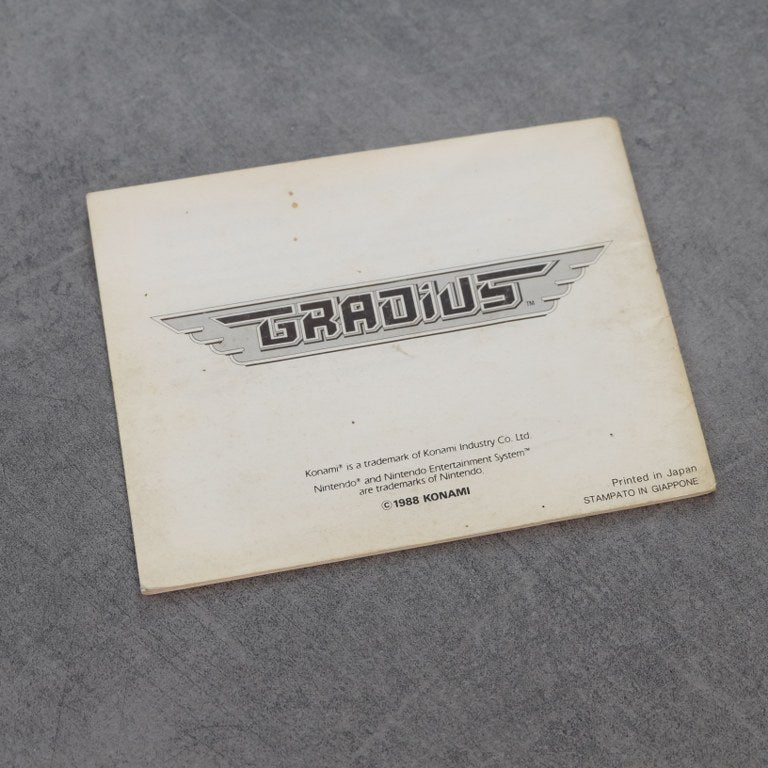 GRADiUS™
Konami® is a trademark of Konami Industry Co. Ltd
Nintendo® and Nintendo Entertainment System™
are trademarks of Nintendo.
© 1988 KONAMI
Printed in Japan
STAMPATO IN GIAPPONE